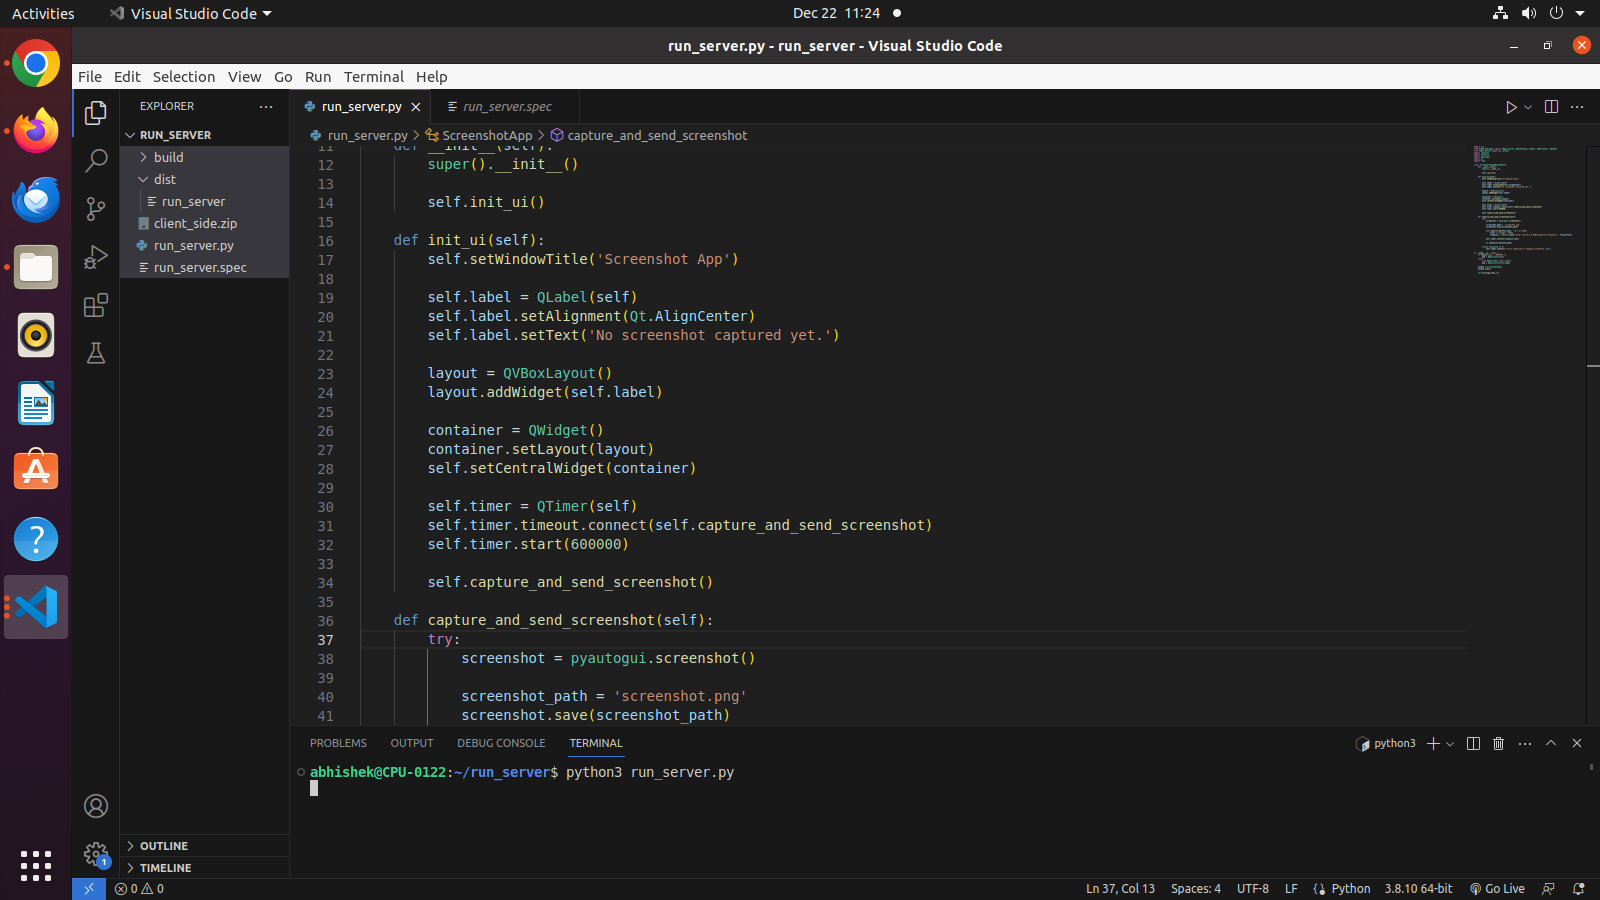 Activities
Visual Studio Code
Dec 22 11:24
run_server.py - run_server - Visual Studio Code
File Edit Selection View Go Run Terminal Help
EXPLORER
RUN_SERVER
build
dist
run_server
client_side.zip
run_server.py
run_server.spec
OUTLINE
TIMELINE
run_server.py
run_server.spec
run_server.py > ScreenshotApp > capture_and_send_screenshot
11 def __init__(self):
12 super().__init__()
13
14 self.init_ui()
15
16 def init_ui(self):
17 self.setWindowTitle('Screenshot App')
18
19 self.label = QLabel(self)
20 self.label.setAlignment(Qt.AlignCenter)
21 self.label.setText('No screenshot captured yet.')
22
23 layout = QVBoxLayout()
24 layout.addWidget(self.label)
25
26 container = QWidget()
27 container.setLayout(layout)
28 self.setCentralWidget(container)
29
30 self.timer = QTimer(self)
31 self.timer.timeout.connect(self.capture_and_send_screenshot)
32 self.timer.start(600000)
33
34 self.capture_and_send_screenshot()
35
36 def capture_and_send_screenshot(self):
37 try:
38 screenshot = pyautogui.screenshot()
39
40 screenshot_path = 'screenshot.png'
41 screenshot.save(screenshot_path)
PROBLEMS OUTPUT DEBUG CONSOLE TERMINAL
python3
abhishek@CPU-0122:~/run_server$ python3 run_server.py
1
0 0
Ln 37, Col 13 Spaces: 4 UTF-8 LF Python 3.8.10 64-bit Go Live